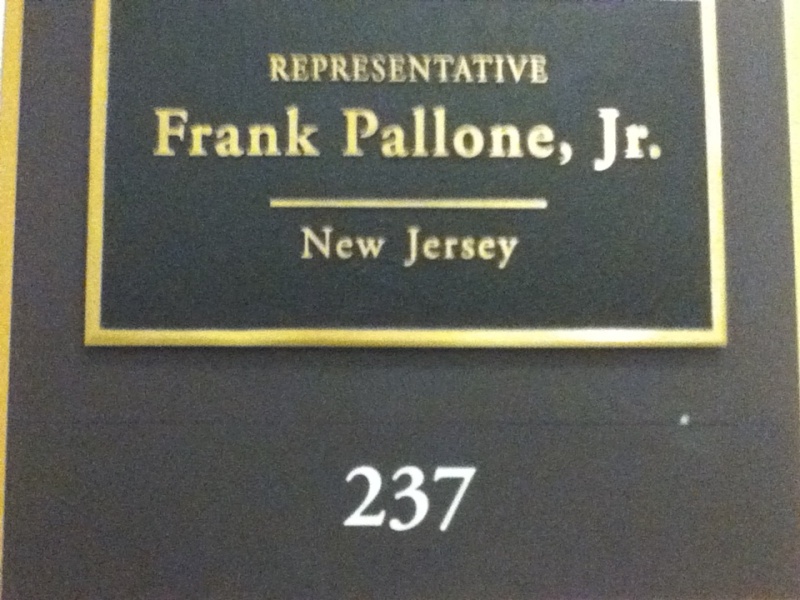 REPRESENTATIVE
Frank Pallone, Jr.
New Jersey
237